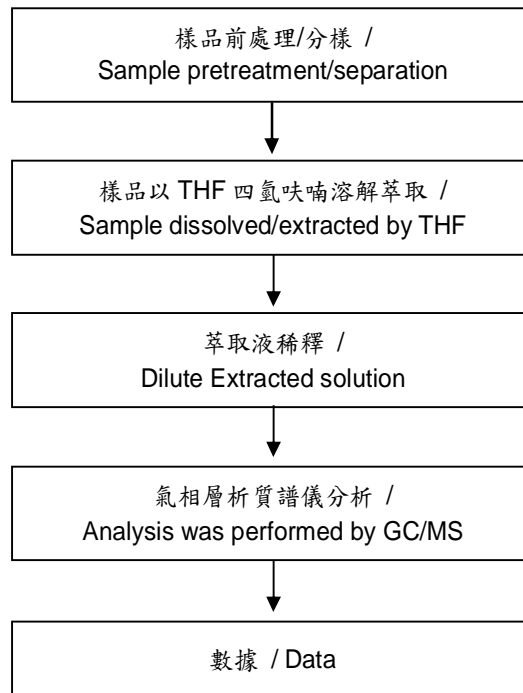 樣品前處理/分樣 /
Sample pretreatment/separation
樣品以 THF 四氫呋喃溶解萃取 /
Sample dissolved/extracted by THF
萃取液稀釋 /
Dilute Extracted solution
氣相層析質譜儀分析 /
Analysis was performed by GC/MS
數據 / Data